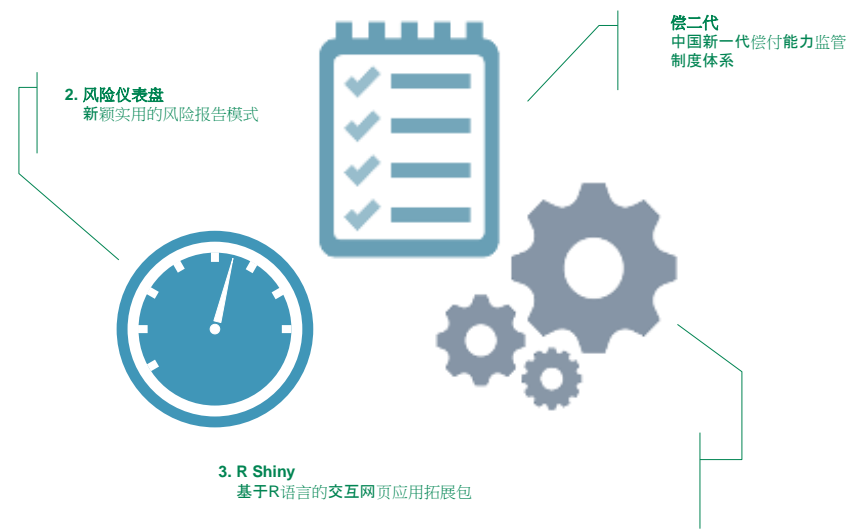 偿二代
中国新一代偿付能力监管
制度体系
2. 风险仪表盘
新颖实用的风险报告模式
3. R Shiny
基于R语言的交互网页应用拓展包